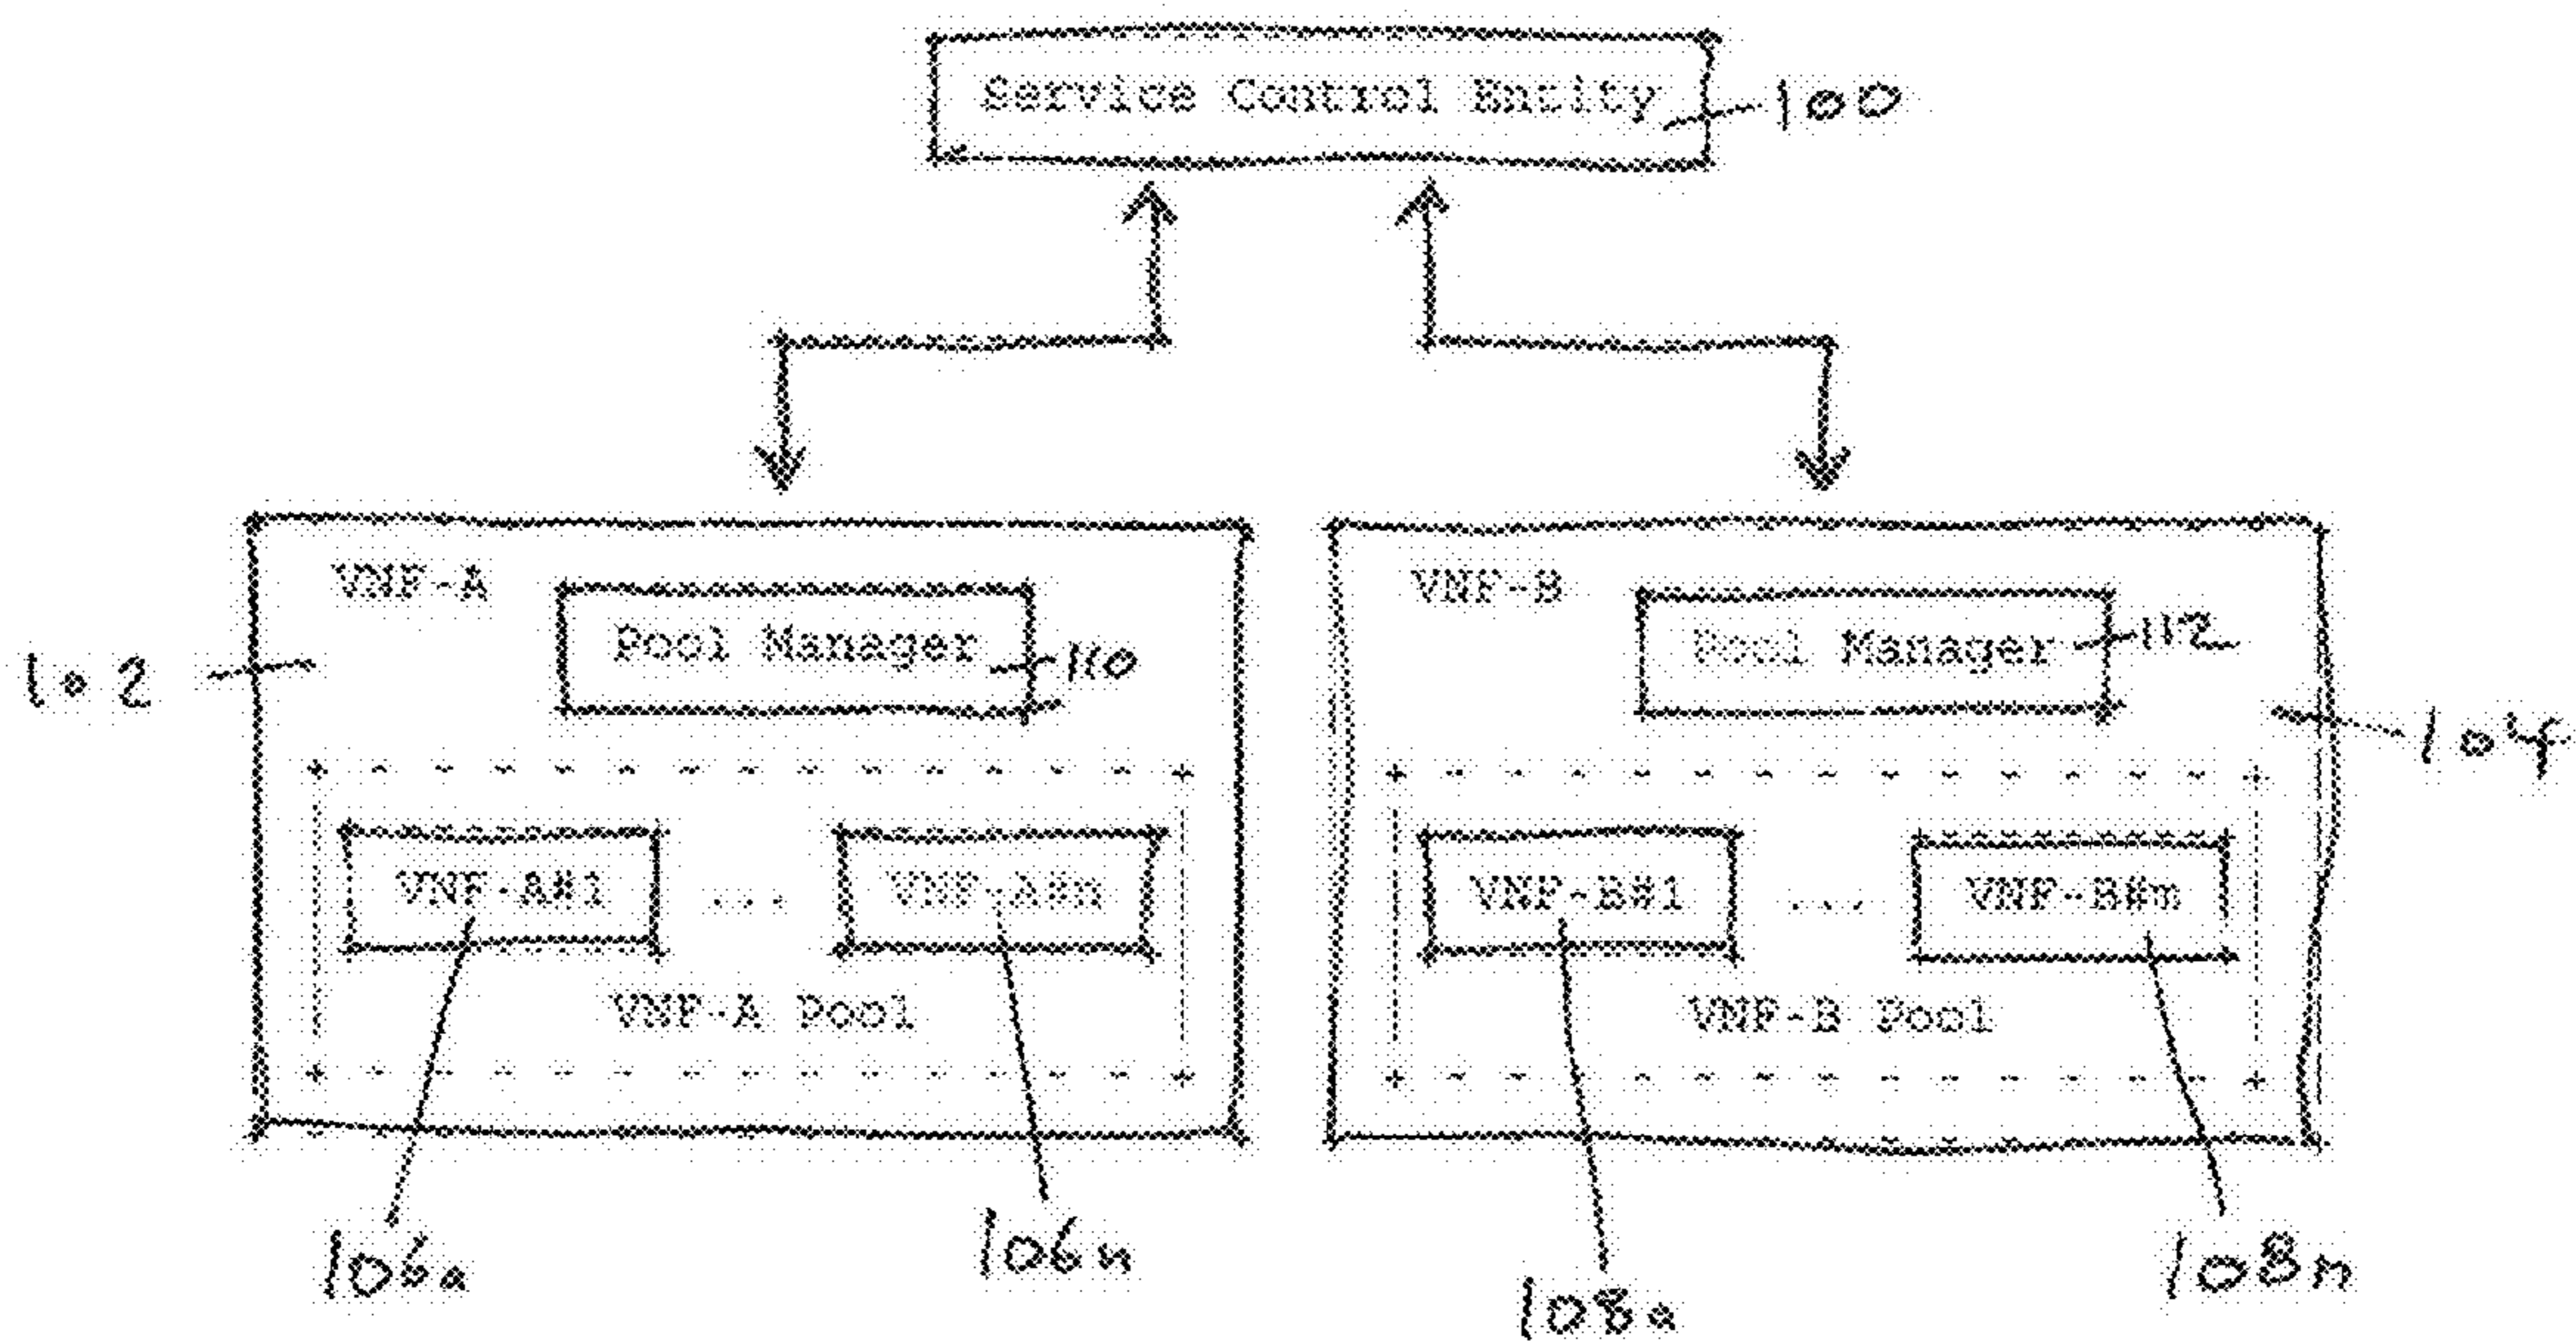 Service Control Entity
100
VNF-A
Pool Manager
110
102
VNF-A#1
...
VNF-A#n
VNF-A Pool
106a
106n
VNF-B
Pool Manager
112
104
VNF-B#1
...
VNF-B#m
VNF-B Pool
108a
108n